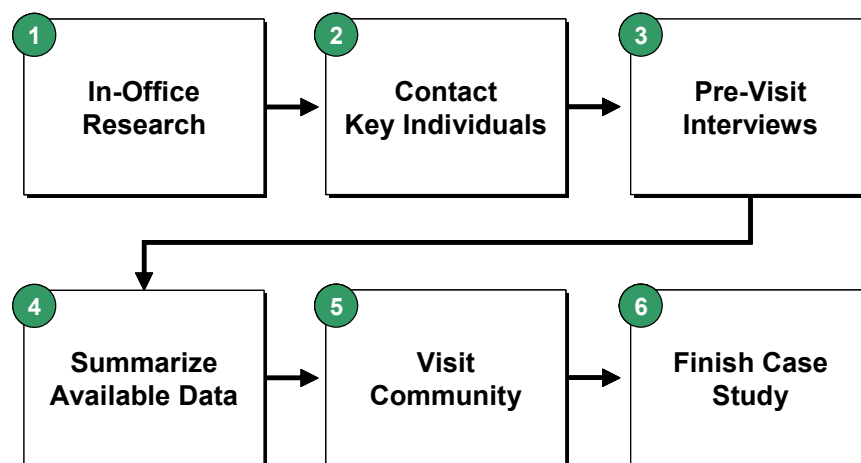 1
In-Office
Research
2
Contact
Key Individuals
3
Pre-Visit
Interviews
4
Summarize
Available Data
5
Visit
Community
6
Finish Case
Study